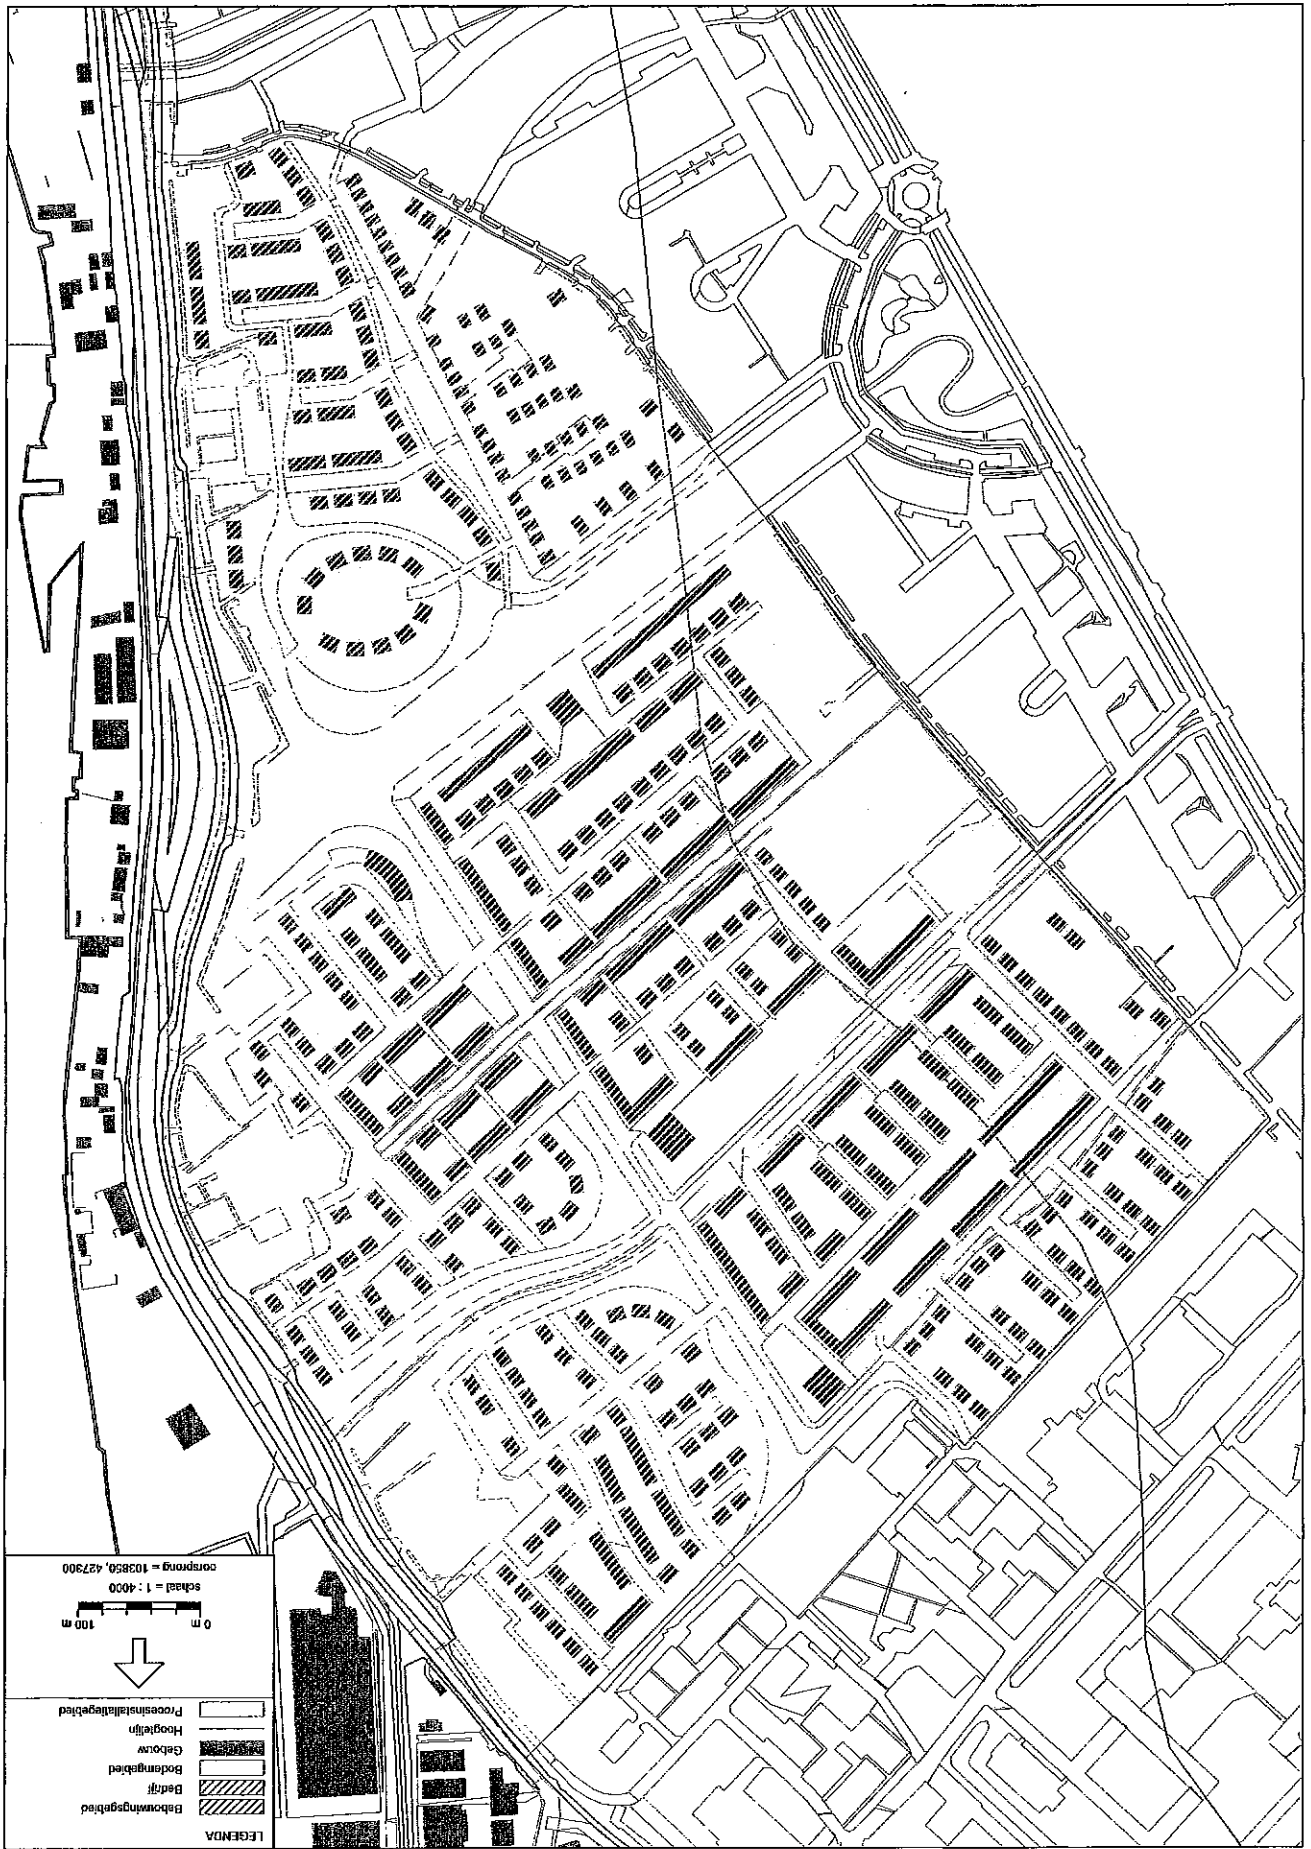 LEGENDA
Bebouwingsgebied
Bedrijf
Bodemgebied
Gebouw
Hoogtelijn
Procesinstallatiegebied
0 m 100 m
schaal = 1 : 4000
oorsprong = 103850, 427300